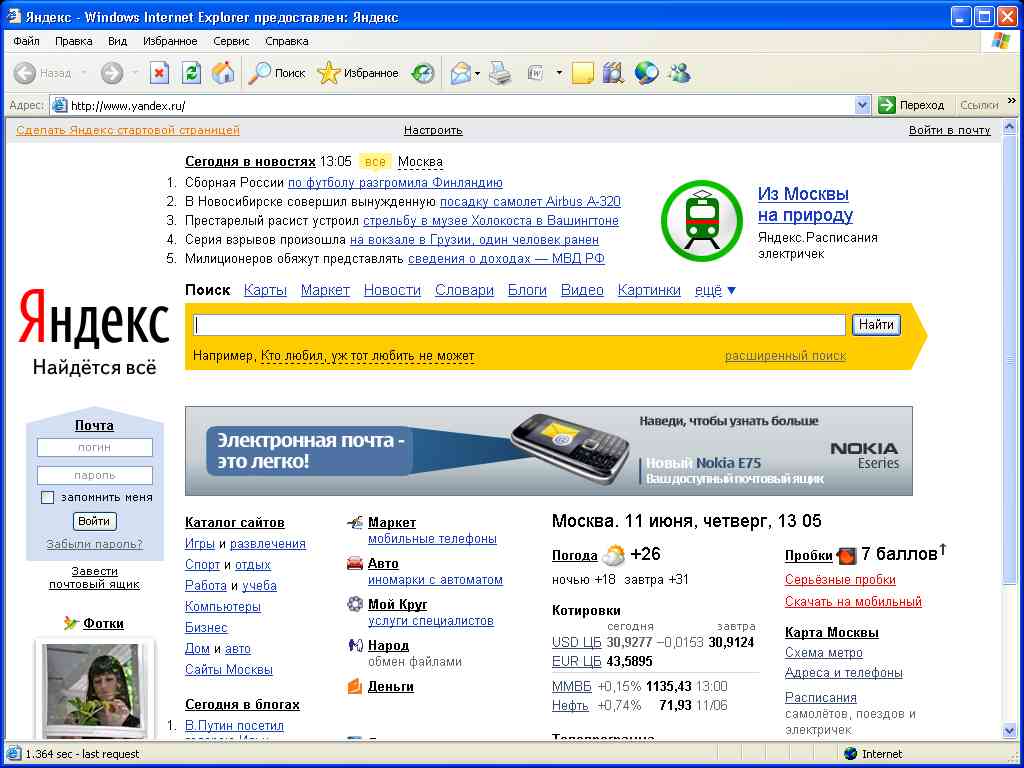 Яндекс - Windows Internet Explorer предоставлен: Яндекс
Файл Правка Вид Избранное Сервис Справка
Назад Поиск Избранное
Адрес: http://www.yandex.ru/ Переход Ссылки »
Сделать Яндекс стартовой страницей Настроить Войти в почту
Сегодня в новостях 13:05 все Москва
1. Сборная России по футболу разгромила Финляндию
2. В Новосибирске совершил вынужденную посадку самолет Airbus A-320
3. Престарелый расист устроил стрельбу в музее Холокоста в Вашингтоне
4. Серия взрывов произошла на вокзале в Грузии, один человек ранен
5. Милиционеров обяжут представлять сведения о доходах — МВД РФ
Из Москвы
на природу
Яндекс.Расписания
электричек
Поиск Карты Маркет Новости Словари Блоги Видео Картинки ещё ▼
Яндекс
Найдётся всё
Найти
Например, Кто любил, уж тот любить не может расширенный поиск
Электронная почта -
это легко!
Наведи, чтобы узнать больше
Новый Nokia E75
Ваш доступный почтовый ящик
NOKIA
Eseries
Почта
логин
пароль
запомнить меня
Войти
Забыли пароль?
Завести
почтовый ящик
Фотки
Каталог сайтов
Игры и развлечения
Спорт и отдых
Работа и учеба
Компьютеры
Бизнес
Дом и авто
Сайты Москвы
Сегодня в блогах
1. В.Путин посетил
Маркет
мобильные телефоны
Авто
иномарки с автоматом
Мой Круг
услуги специалистов
Народ
обмен файлами
Деньги
Москва. 11 июня, четверг, 13 05
Погода +26
ночью +18 завтра +31
Котировки
сегодня завтра
USD ЦБ 30,9277 −0,0153 30,9124
EUR ЦБ 43,5895
ММВБ +0,15% 1135,43 13:00
Нефть +0,74% 71,93 11/06
Пробки 7 баллов↑
Серьёзные пробки
Скачать на мобильный
Карта Москвы
Схема метро
Адреса и телефоны
Расписания
самолётов, поездов и
электричек
1.364 sec - last request Internet